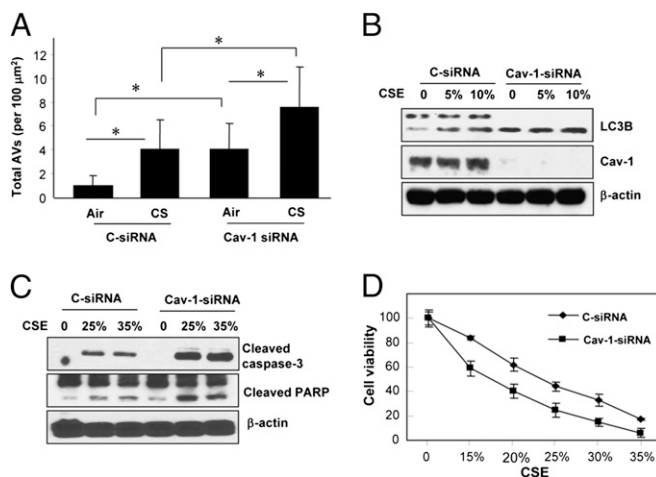 A
Total AVs (per 100 μm²)
12
10
8
6
4
2
0
*
*
*
*
Air
CS
Air
CS
C-siRNA
Cav-1 siRNA
B
C-siRNA
Cav-1-siRNA
CSE
0
5%
10%
0
5%
10%
LC3B
Cav-1
β-actin
C
C-siRNA
Cav-1-siRNA
CSE
0
25%
35%
0
25%
35%
Cleaved
caspase-3
Cleaved PARP
β-actin
D
Cell viability
100
80
60
40
20
0
C-siRNA
Cav-1-siRNA
0
15%
20%
25%
30%
35%
CSE